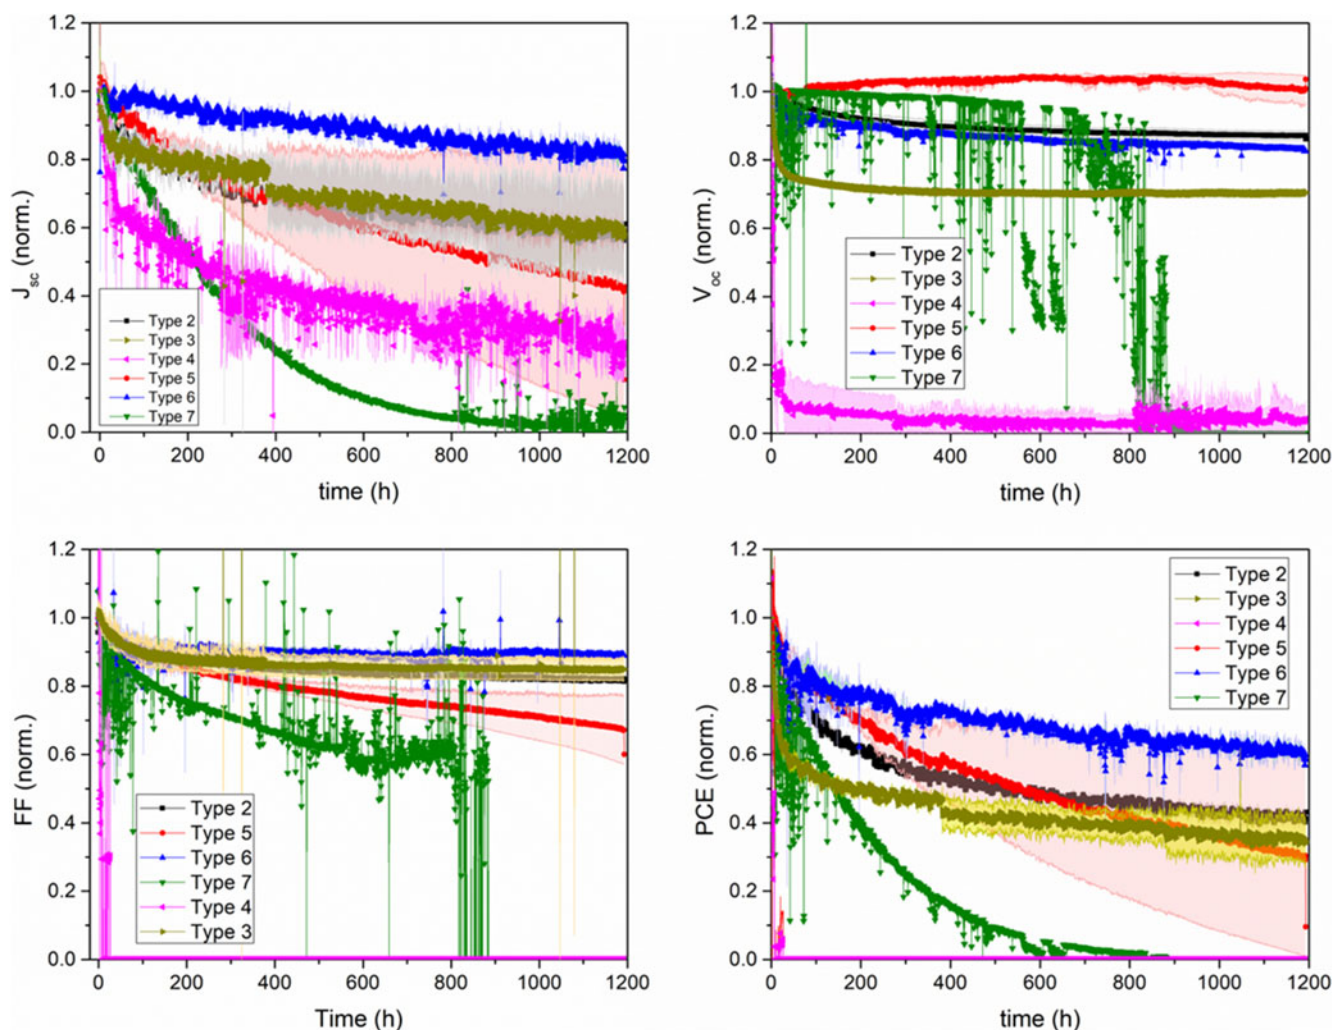 1.2
1.0
0.8
0.6
0.4
0.2
0.0
J_sc (norm.)
Type 2
Type 3
Type 4
Type 5
Type 6
Type 7
0 200 400 600 800 1000 1200
time (h)
1.2
1.0
0.8
0.6
0.4
0.2
0.0
V_oc (norm.)
Type 2
Type 3
Type 4
Type 5
Type 6
Type 7
0 200 400 600 800 1000 1200
time (h)
1.2
1.0
0.8
0.6
0.4
0.2
0.0
FF (norm.)
Type 2
Type 5
Type 6
Type 7
Type 4
Type 3
0 200 400 600 800 1000 1200
Time (h)
1.2
1.0
0.8
0.6
0.4
0.2
0.0
PCE (norm.)
Type 2
Type 3
Type 4
Type 5
Type 6
Type 7
0 200 400 600 800 1000 1200
time (h)